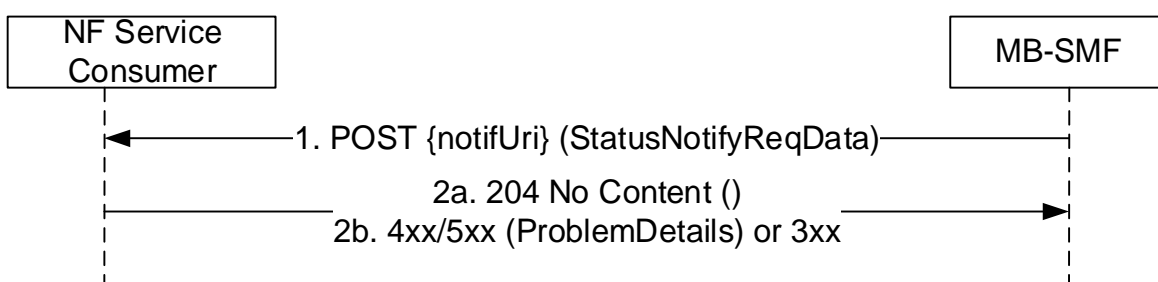 NF Service
Consumer
MB-SMF
1. POST {notifUri} (StatusNotifyReqData)
2a. 204 No Content ()
2b. 4xx/5xx (ProblemDetails) or 3xx